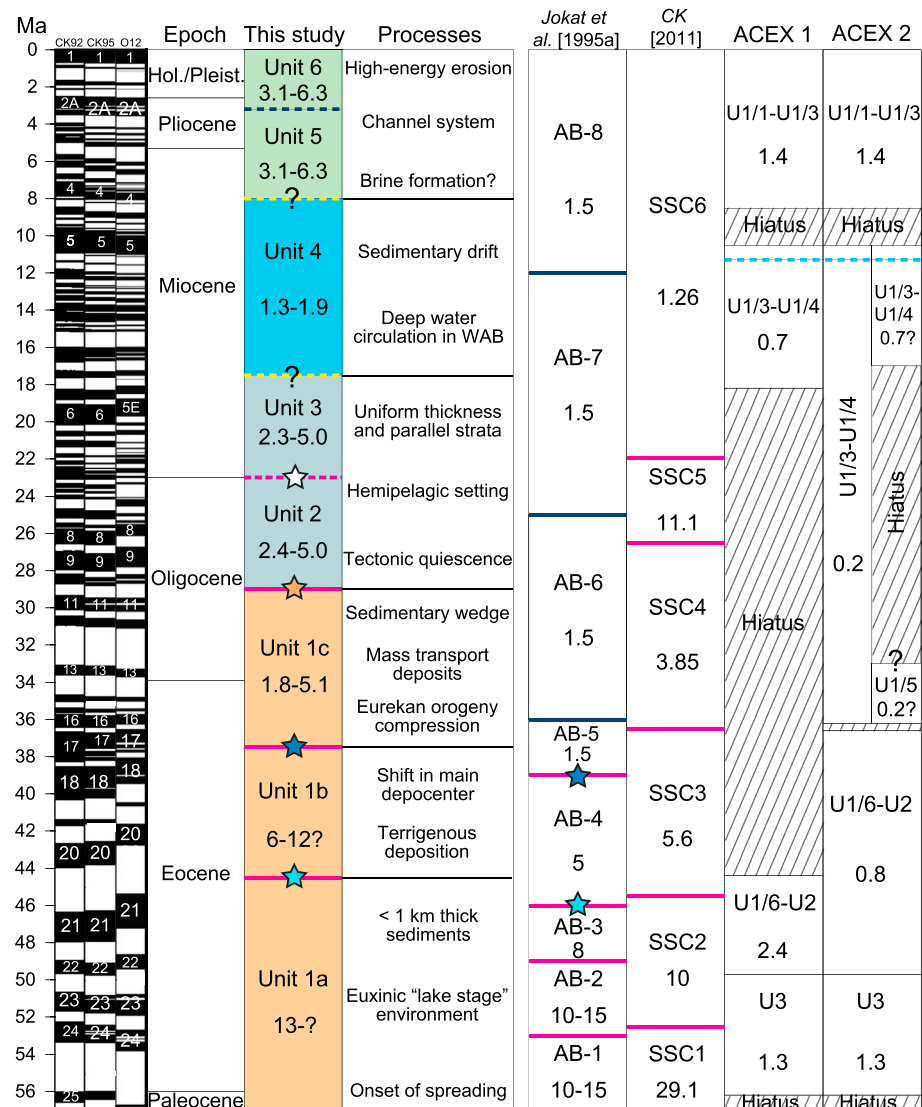 Ma
CK92 CK95 O12
Epoch
This study
Processes
Jokat et
al. [1995a]
CK
[2011]
ACEX 1
ACEX 2
0
2
4
6
8
10
12
14
16
18
20
22
24
26
28
30
32
34
36
38
40
42
44
46
48
50
52
54
56
1
2A
4
5
6
8
9
11
13
16
17
18
20
21
22
23
24
25
1
2A
4
5
6
8
9
11
13
16
17
18
20
21
22
23
24
1
2A
4
5
5E
8
9
11
13
16
17
18
20
21
22
23
24
Hol./Pleist.
Pliocene
Miocene
Oligocene
Eocene
Paleocene
Unit 6
3.1-6.3
Unit 5
3.1-6.3
?
Unit 4
1.3-1.9
?
Unit 3
2.3-5.0
Unit 2
2.4-5.0
Unit 1c
1.8-5.1
Unit 1b
6-12?
Unit 1a
13-?
High-energy erosion
Channel system
Brine formation?
Sedimentary drift
Deep water
circulation in WAB
Uniform thickness
and parallel strata
Hemipelagic setting
Tectonic quiescence
Sedimentary wedge
Mass transport
deposits
Eurekan orogeny
compression
Shift in main
depocenter
Terrigenous
deposition
< 1 km thick
sediments
Euxinic “lake stage”
environment
Onset of spreading
AB-8
1.5
AB-7
1.5
AB-6
1.5
AB-5
1.5
AB-4
5
AB-3
8
AB-2
10-15
AB-1
10-15
SSC6
1.26
SSC5
11.1
SSC4
3.85
SSC3
5.6
SSC2
10
SSC1
29.1
U1/1-U1/3
1.4
Hiatus
U1/3-U1/4
0.7
Hiatus
U1/6-U2
2.4
U3
1.3
Hiatus
U1/1-U1/3
1.4
Hiatus
U1/3-U1/4
0.2
U1/3-
U1/4
0.7?
Hiatus
?
U1/5
0.2?
U1/6-U2
0.8
U3
1.3
Hiatus